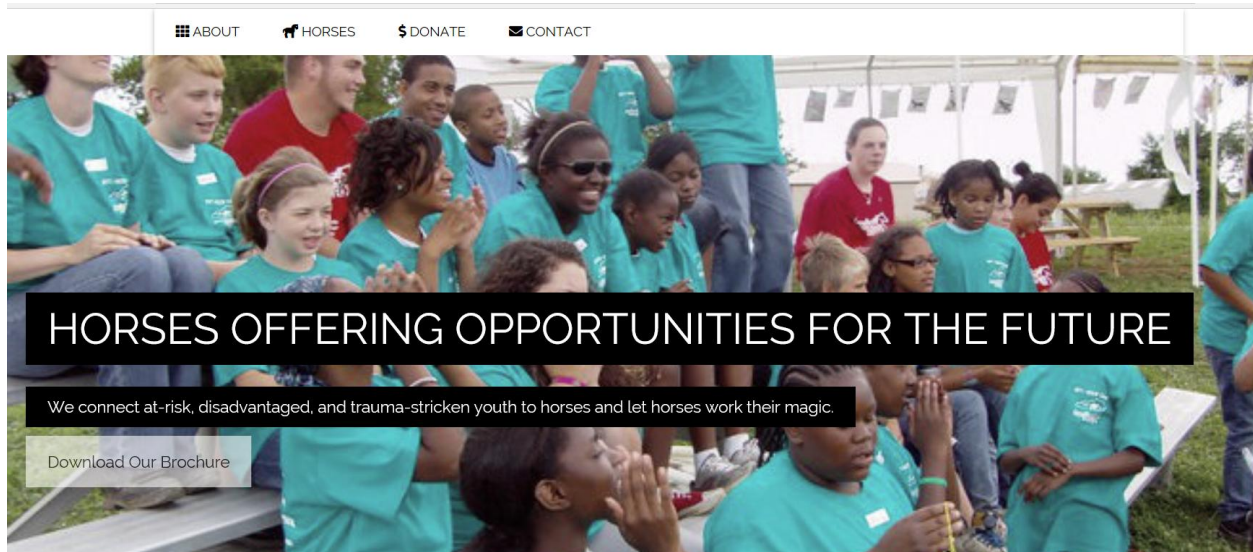 ABOUT
HORSES
DONATE
CONTACT
HORSES OFFERING OPPORTUNITIES FOR THE FUTURE
We connect at-risk, disadvantaged, and trauma-stricken youth to horses and let horses work their magic.
Download Our Brochure